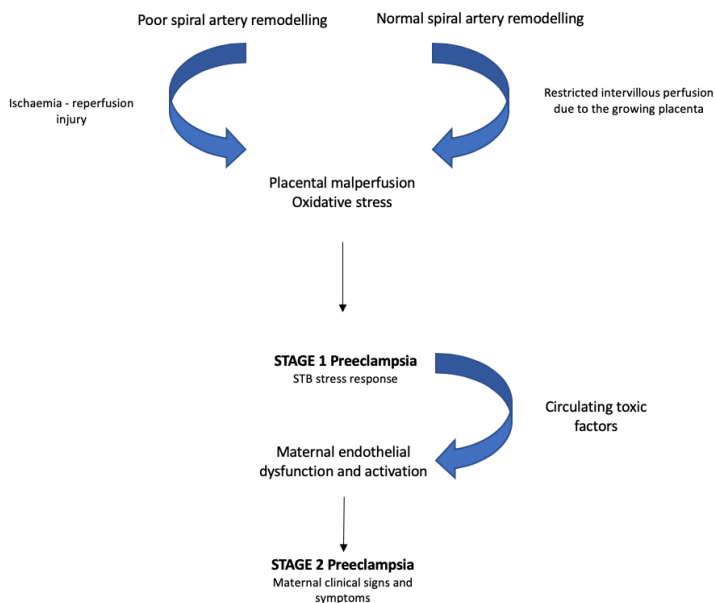 Poor spiral artery remodelling
Normal spiral artery remodelling
Ischaemia - reperfusion
injury
Restricted intervillous perfusion
due to the growing placenta
Placental malperfusion
Oxidative stress
STAGE 1 Preeclampsia
STB stress response
Circulating toxic
factors
Maternal endothelial
dysfunction and activation
STAGE 2 Preeclampsia
Maternal clinical signs and
symptoms